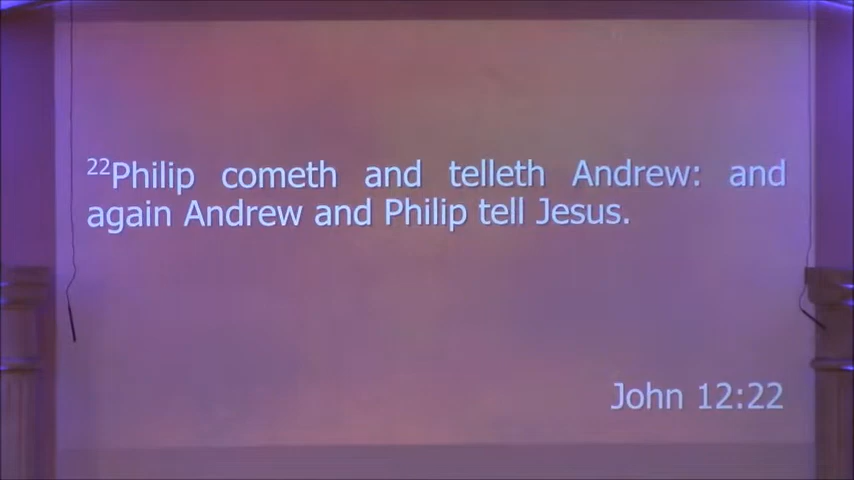 22Philip cometh and telleth Andrew: and
again Andrew and Philip tell Jesus.
John 12:22